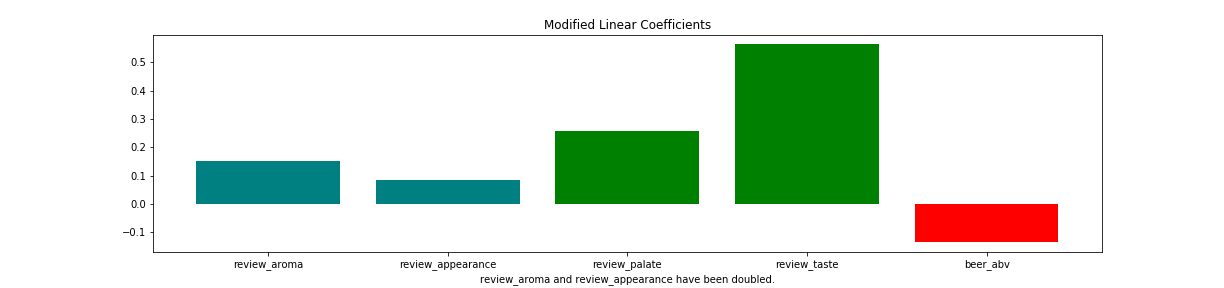 Modified Linear Coefficients
0.5
0.4
0.3
0.2
0.1
0.0
−0.1
review_aroma review_appearance review_palate review_taste beer_abv
review_aroma and review_appearance have been doubled.